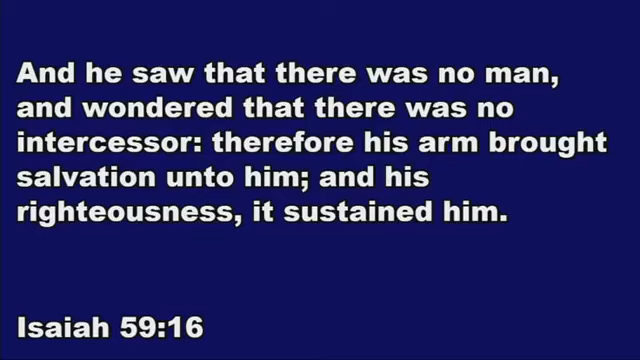 And he saw that there was no man,
and wondered that there was no
intercessor: therefore his arm brought
salvation unto him; and his
righteousness, it sustained him.
Isaiah 59:16